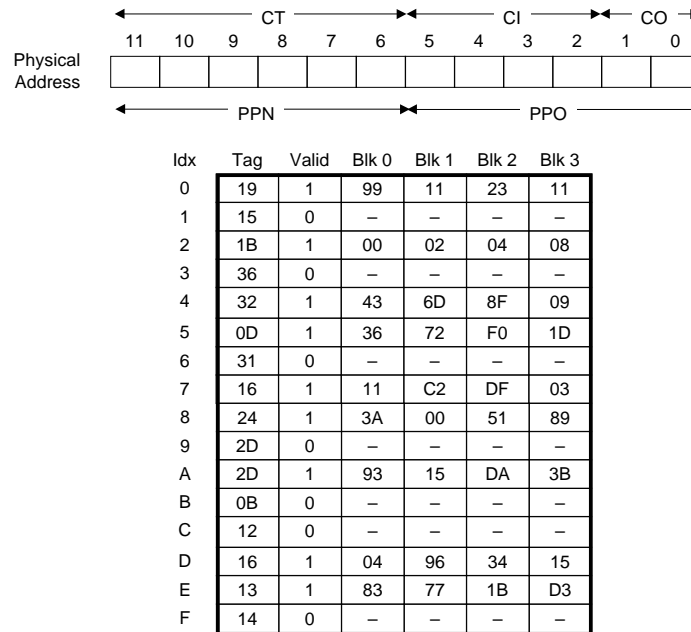 CT CI CO
11 10 9 8 7 6 5 4 3 2 1 0
Physical
Address
PPN PPO
Idx Tag Valid Blk 0 Blk 1 Blk 2 Blk 3
0 19 1 99 11 23 11
1 15 0 – – – –
2 1B 1 00 02 04 08
3 36 0 – – – –
4 32 1 43 6D 8F 09
5 0D 1 36 72 F0 1D
6 31 0 – – – –
7 16 1 11 C2 DF 03
8 24 1 3A 00 51 89
9 2D 0 – – – –
A 2D 1 93 15 DA 3B
B 0B 0 – – – –
C 12 0 – – – –
D 16 1 04 96 34 15
E 13 1 83 77 1B D3
F 14 0 – – – –